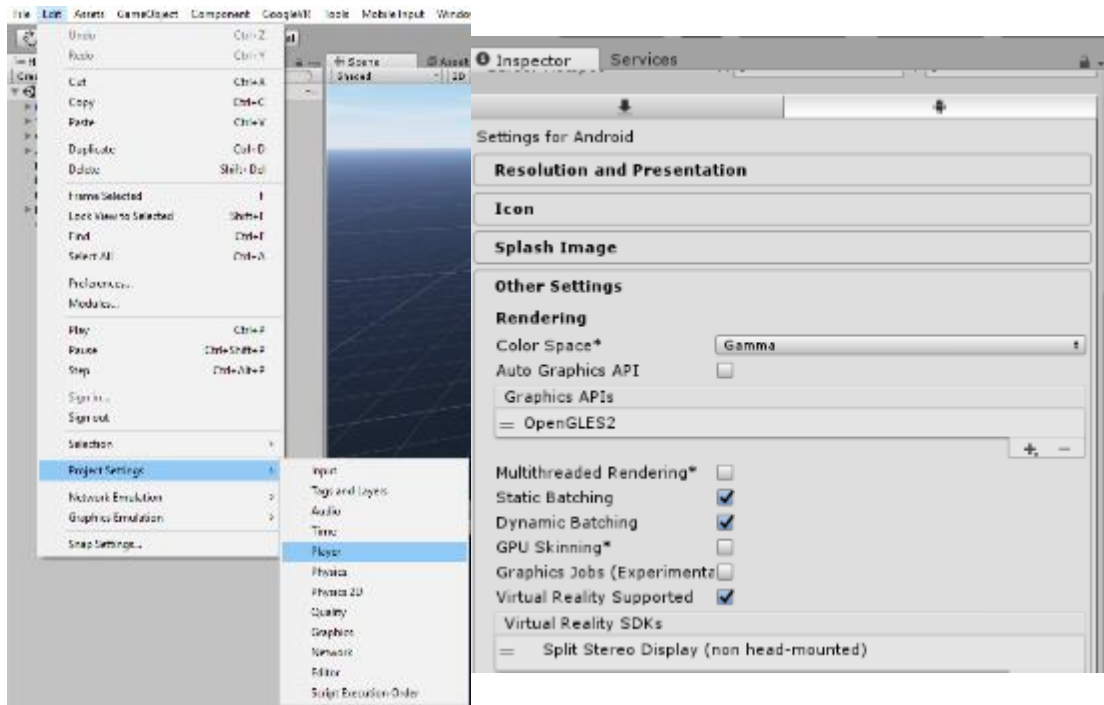 File Edit Assets GameObject Component GoogleVR Tools Mobile Input Window
Undo Ctrl+Z
Redo Ctrl+Y
Cut Ctrl+X
Copy Ctrl+C
Paste Ctrl+V
Duplicate Ctrl+D
Delete Shift+Del
Frame Selected F
Lock View to Selected Shift+F
Find Ctrl+F
Select All Ctrl+A
Preferences...
Modules...
Play Ctrl+P
Pause Ctrl+Shift+P
Step Ctrl+Alt+P
Sign in...
Sign out
Selection
Project Settings
Network Emulation
Graphics Emulation
Snap Settings...
Input
Tags and Layers
Audio
Time
Player
Physics
Physics 2D
Quality
Graphics
Network
Editor
Script Execution Order
Scene Asset
Shaded 2D
Inspector Services
Settings for Android
Resolution and Presentation
Icon
Splash Image
Other Settings
Rendering
Color Space* Gamma
Auto Graphics API
Graphics APIs
= OpenGLES2
+ −
Multithreaded Rendering*
Static Batching
Dynamic Batching
GPU Skinning*
Graphics Jobs (Experimenta
Virtual Reality Supported
Virtual Reality SDKs
= Split Stereo Display (non head-mounted)